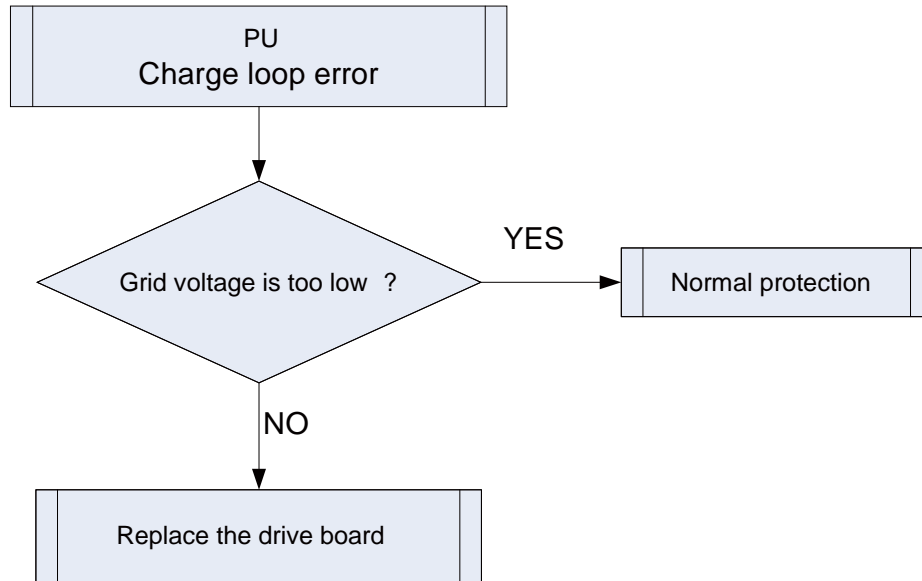 PU
Charge loop error
YES
Grid voltage is too low ?
Normal protection
NO
Replace the drive board